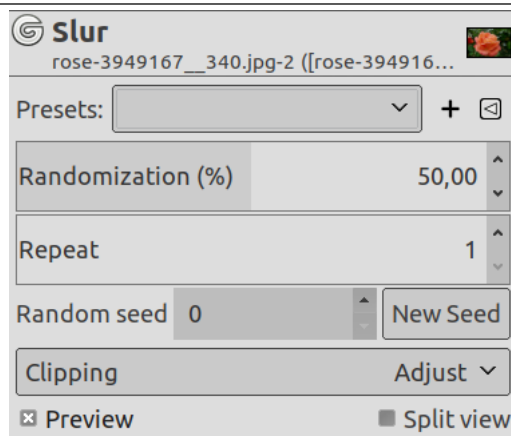 Slur
rose-3949167__340.jpg-2 ([rose-394916...
Presets:
Randomization (%) 50,00
Repeat 1
Random seed 0 New Seed
Clipping Adjust
Preview Split view